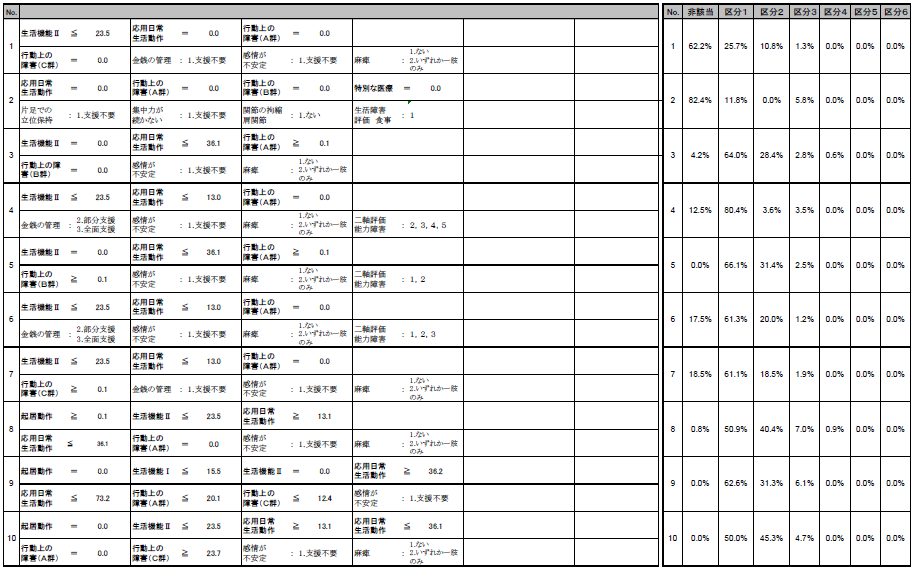 No. No. 非該当 区分1 区分2 区分3 区分4 区分5 区分6
1 生活機能Ⅱ ≦ 23.5 応用日常生活動作 = 0.0 行動上の障害(A群) = 0.0
行動上の障害(C群) = 0.0 金銭の管理 : 1.支援不要 感情が不安定 : 1.支援不要 麻痺 : 1.ない 2.いずれか一肢のみ
1 62.2% 25.7% 10.8% 1.3% 0.0% 0.0% 0.0%
2 応用日常生活動作 = 0.0 行動上の障害(A群) = 0.0 行動上の障害(B群) = 0.0 特別な医療 = 0.0
片足での立位保持 : 1.支援不要 集中力が続かない : 1.支援不要 関節の拘縮 肩関節 : 1.ない 生活障害評価 食事 : 1
2 82.4% 11.8% 0.0% 5.8% 0.0% 0.0% 0.0%
3 生活機能Ⅱ = 0.0 応用日常生活動作 ≦ 36.1 行動上の障害(A群) ≧ 0.1
行動上の障害(B群) = 0.0 感情が不安定 : 1.支援不要 麻痺 : 1.ない 2.いずれか一肢のみ
3 4.2% 64.0% 28.4% 2.8% 0.6% 0.0% 0.0%
4 生活機能Ⅱ ≦ 23.5 応用日常生活動作 ≦ 13.0 行動上の障害(A群) = 0.0
金銭の管理 : 2.部分支援 3.全面支援 感情が不安定 : 1.支援不要 麻痺 : 1.ない 2.いずれか一肢のみ 二軸評価 能力障害 : 2, 3, 4, 5
4 12.5% 80.4% 3.6% 3.5% 0.0% 0.0% 0.0%
5 生活機能Ⅱ = 0.0 応用日常生活動作 ≦ 36.1 行動上の障害(A群) ≧ 0.1
行動上の障害(B群) ≧ 0.1 感情が不安定 : 1.支援不要 麻痺 : 1.ない 2.いずれか一肢のみ 二軸評価 能力障害 : 1, 2
5 0.0% 66.1% 31.4% 2.5% 0.0% 0.0% 0.0%
6 生活機能Ⅱ ≦ 23.5 応用日常生活動作 ≦ 13.0 行動上の障害(A群) = 0.0
金銭の管理 : 2.部分支援 3.全面支援 感情が不安定 : 1.支援不要 麻痺 : 1.ない 2.いずれか一肢のみ 二軸評価 能力障害 : 1, 2, 3
6 17.5% 61.3% 20.0% 1.2% 0.0% 0.0% 0.0%
7 生活機能Ⅱ ≦ 23.5 応用日常生活動作 ≦ 13.0 行動上の障害(A群) = 0.0
行動上の障害(C群) ≧ 0.1 金銭の管理 : 1.支援不要 感情が不安定 : 1.支援不要 麻痺 : 1.ない 2.いずれか一肢のみ
7 18.5% 61.1% 18.5% 1.9% 0.0% 0.0% 0.0%
8 起居動作 ≧ 0.1 生活機能Ⅱ ≦ 23.5 応用日常生活動作 ≧ 13.1
応用日常生活動作 ≦ 36.1 行動上の障害(A群) = 0.0 感情が不安定 : 1.支援不要 麻痺 : 1.ない 2.いずれか一肢のみ
8 0.8% 50.9% 40.4% 7.0% 0.9% 0.0% 0.0%
9 起居動作 = 0.0 生活機能Ⅰ ≦ 15.5 生活機能Ⅱ = 0.0 応用日常生活動作 ≧ 36.2
応用日常生活動作 ≦ 73.2 行動上の障害(A群) ≦ 20.1 行動上の障害(C群) ≦ 12.4 感情が不安定 : 1.支援不要
9 0.0% 62.6% 31.3% 6.1% 0.0% 0.0% 0.0%
10 起居動作 = 0.0 生活機能Ⅱ ≦ 23.5 応用日常生活動作 ≧ 13.1 応用日常生活動作 ≦ 36.1
行動上の障害(A群) = 0.0 行動上の障害(C群) ≧ 23.7 感情が不安定 : 1.支援不要 麻痺 : 1.ない 2.いずれか一肢のみ
10 0.0% 50.0% 45.3% 4.7% 0.0% 0.0% 0.0%